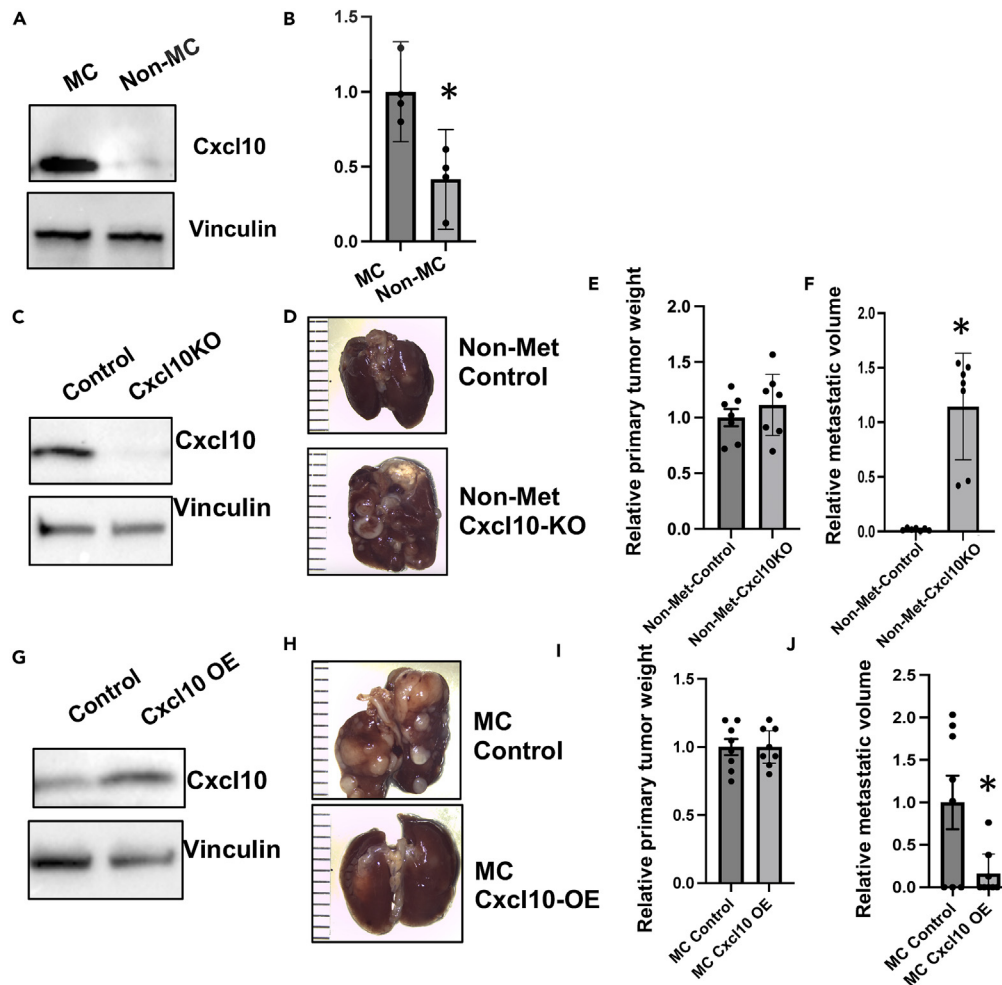 A
MC
Non-MC
Cxcl10
Vinculin
B
1.5
1.0
0.5
0.0
*
MC
Non-MC
C
Control
Cxcl10KO
Cxcl10
Vinculin
D
Non-Met
Control
Non-Met
Cxcl10-KO
E
Relative primary tumor weight
2.0
1.5
1.0
0.5
0.0
Non-Met-Control
Non-Met-Cxcl10KO
F
Relative metastatic volume
2.0
1.5
1.0
0.5
0.0
*
Non-Met-Control
Non-Met-Cxcl10KO
G
Control
Cxcl10 OE
Cxcl10
Vinculin
H
MC
Control
MC
Cxcl10-OE
I
Relative primary tumor weight
1.5
1.0
0.5
0.0
MC Control
MC Cxcl10 OE
J
Relative metastatic volume
2.5
2.0
1.5
1.0
0.5
0.0
*
MC Control
MC Cxcl10 OE